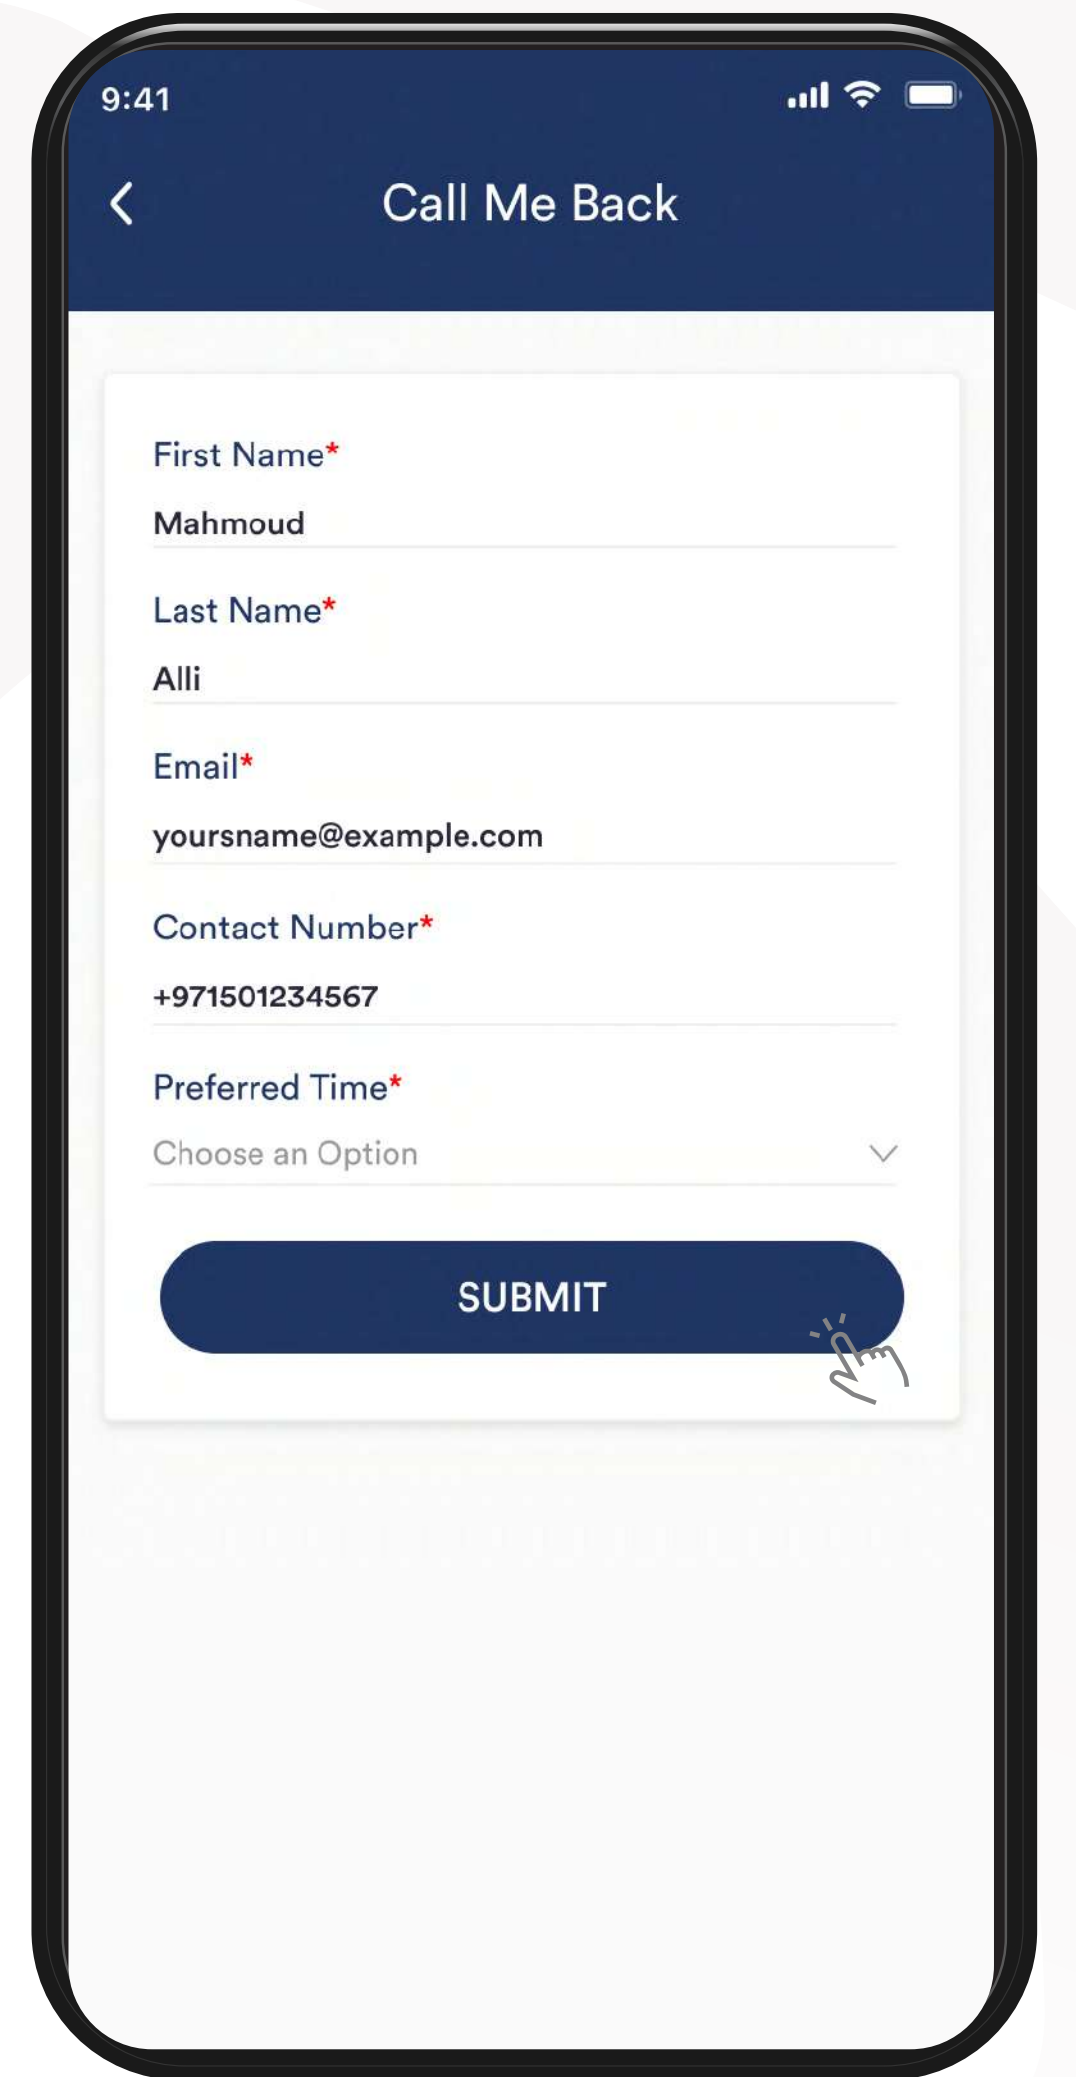 9:41
Call Me Back
First Name*
Mahmoud
Last Name*
Alli
Email*
yoursname@example.com
Contact Number*
+971501234567
Preferred Time*
Choose an Option
SUBMIT